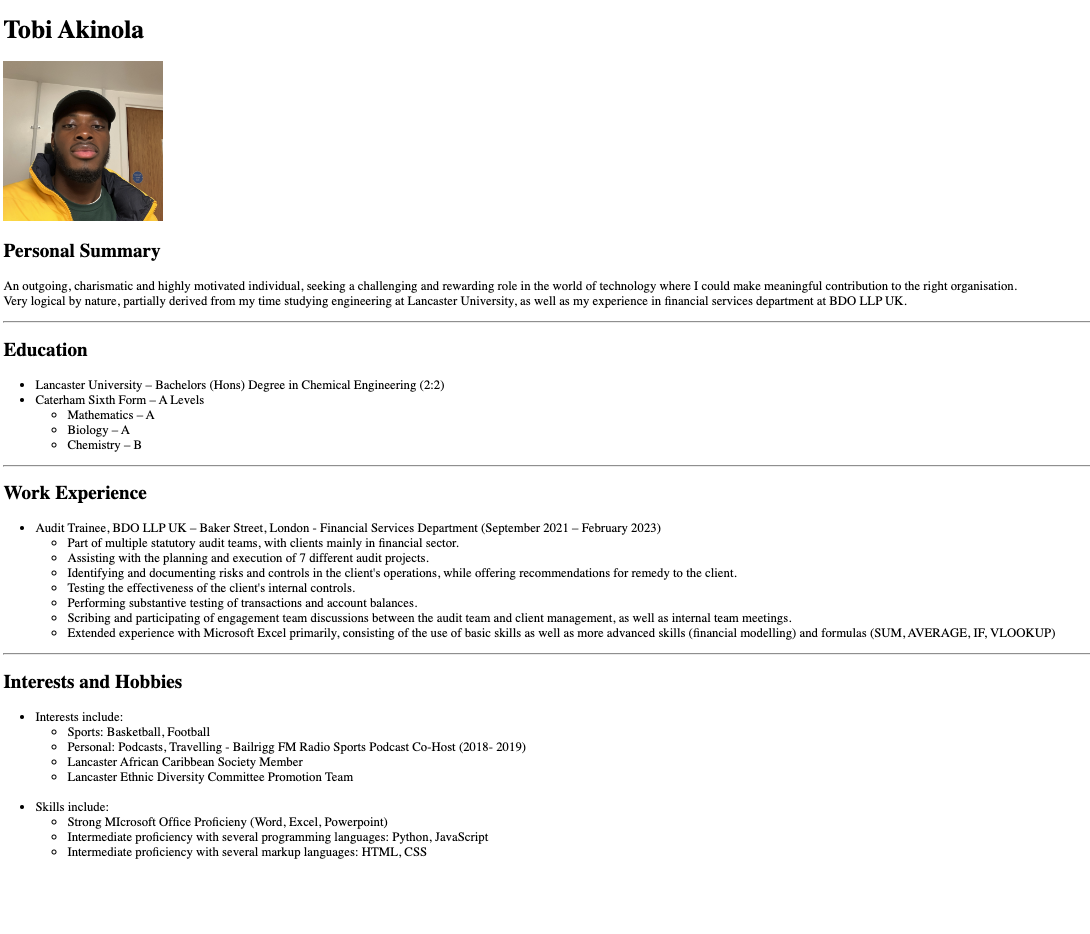 Tobi Akinola
Personal Summary
An outgoing, charismatic and highly motivated individual, seeking a challenging and rewarding role in the world of technology where I could make meaningful contribution to the right organisation.
Very logical by nature, partially derived from my time studying engineering at Lancaster University, as well as my experience in financial services department at BDO LLP UK.
Education
Lancaster University – Bachelors (Hons) Degree in Chemical Engineering (2:2)
Caterham Sixth Form – A Levels
Mathematics – A
Biology – A
Chemistry – B
Work Experience
Audit Trainee, BDO LLP UK – Baker Street, London - Financial Services Department (September 2021 – February 2023)
Part of multiple statutory audit teams, with clients mainly in financial sector.
Assisting with the planning and execution of 7 different audit projects.
Identifying and documenting risks and controls in the client's operations, while offering recommendations for remedy to the client.
Testing the effectiveness of the client's internal controls.
Performing substantive testing of transactions and account balances.
Scribing and participating of engagement team discussions between the audit team and client management, as well as internal team meetings.
Extended experience with Microsoft Excel primarily, consisting of the use of basic skills as well as more advanced skills (financial modelling) and formulas (SUM, AVERAGE, IF, VLOOKUP)
Interests and Hobbies
Interests include:
Sports: Basketball, Football
Personal: Podcasts, Travelling - Bailrigg FM Radio Sports Podcast Co-Host (2018- 2019)
Lancaster African Caribbean Society Member
Lancaster Ethnic Diversity Committee Promotion Team
Skills include:
Strong MIcrosoft Office Proficieny (Word, Excel, Powerpoint)
Intermediate proficiency with several programming languages: Python, JavaScript
Intermediate proficiency with several markup languages: HTML, CSS